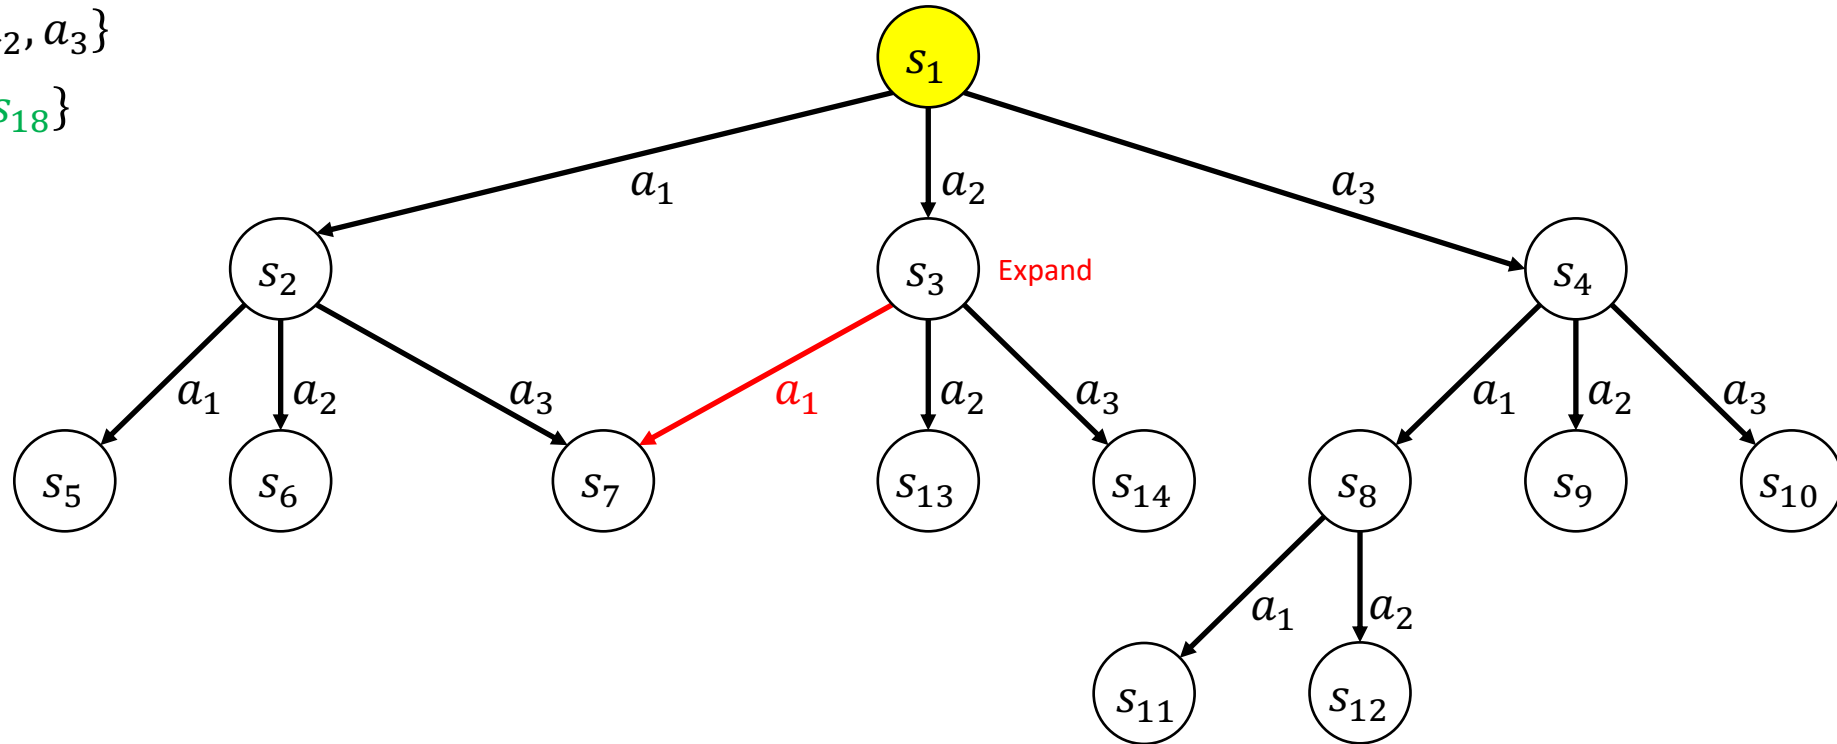 ₂, a₃}
s₁₈}
s₁
a₁ a₂ a₃
s₂ s₃ Expand s₄
a₁ a₂ a₃ a₁ a₂ a₃ a₁ a₂ a₃
s₅ s₆ s₇ s₁₃ s₁₄ s₈ s₉ s₁₀
a₁ a₂
s₁₁ s₁₂